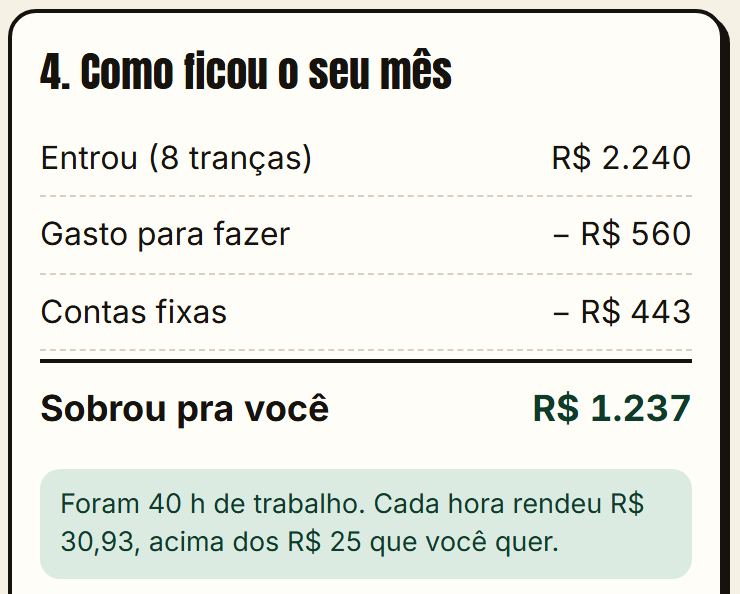 4. Como ficou o seu mês
Entrou (8 tranças) R$ 2.240
Gasto para fazer – R$ 560
Contas fixas – R$ 443
Sobrou pra você R$ 1.237
Foram 40 h de trabalho. Cada hora rendeu R$
30,93, acima dos R$ 25 que você quer.